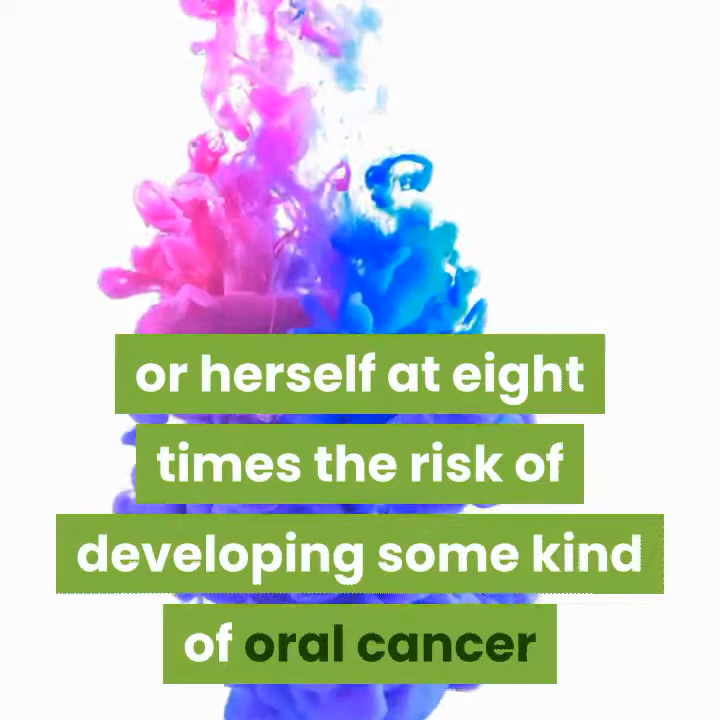 or herself at eight
times the risk of
developing some kind
of oral cancer